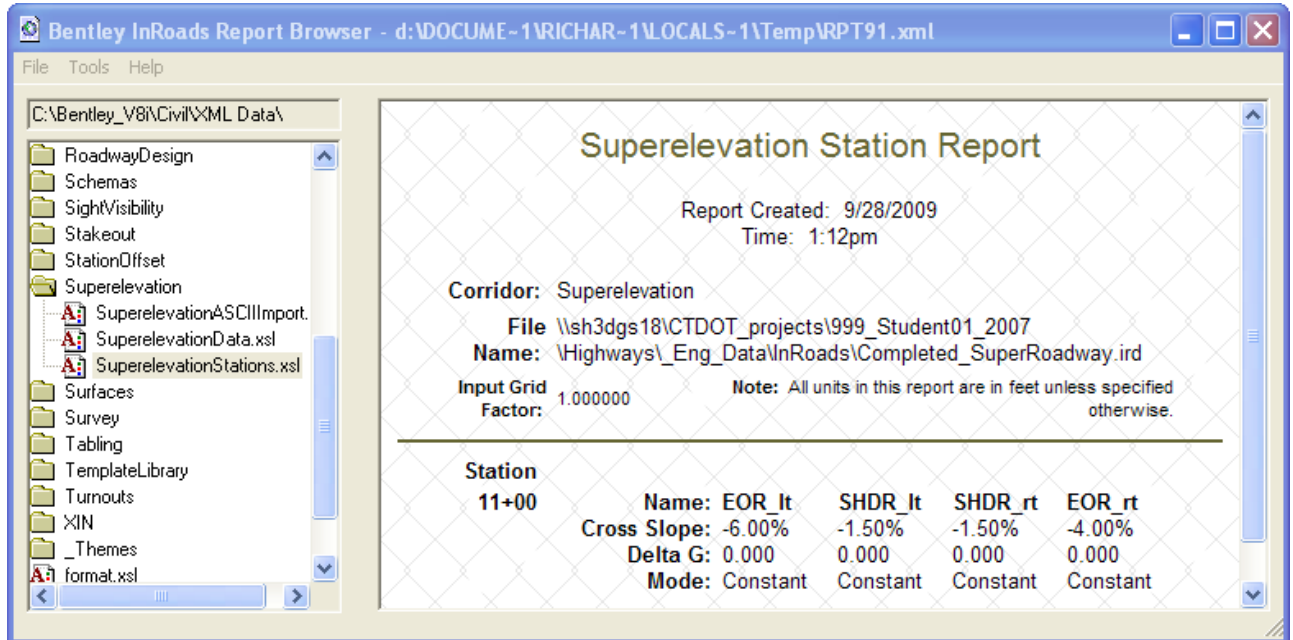 Bentley InRoads Report Browser - d:\DOCUME~1\RICHAR~1\LOCALS~1\Temp\RPT91.xml
File Tools Help
C:\Bentley_V8i\Civil\XML Data\
RoadwayDesign
Schemas
SightVisibility
Stakeout
StationOffset
Superelevation
SuperelevationASCIIImport.
SuperelevationData.xsl
SuperelevationStations.xsl
Surfaces
Survey
Tabling
TemplateLibrary
Turnouts
XIN
_Themes
format.xsl
Superelevation Station Report
Report Created: 9/28/2009
Time: 1:12pm
Corridor: Superelevation
File \\sh3dgs18\CTDOT_projects\999_Student01_2007
Name: \Highways\_Eng_Data\InRoads\Completed_SuperRoadway.ird
Input Grid
Factor: 1.000000
Note: All units in this report are in feet unless specified
otherwise.
Station
11+00 Name: EOR_lt SHDR_lt SHDR_rt EOR_rt
Cross Slope: -6.00% -1.50% -1.50% -4.00%
Delta G: 0.000 0.000 0.000 0.000
Mode: Constant Constant Constant Constant